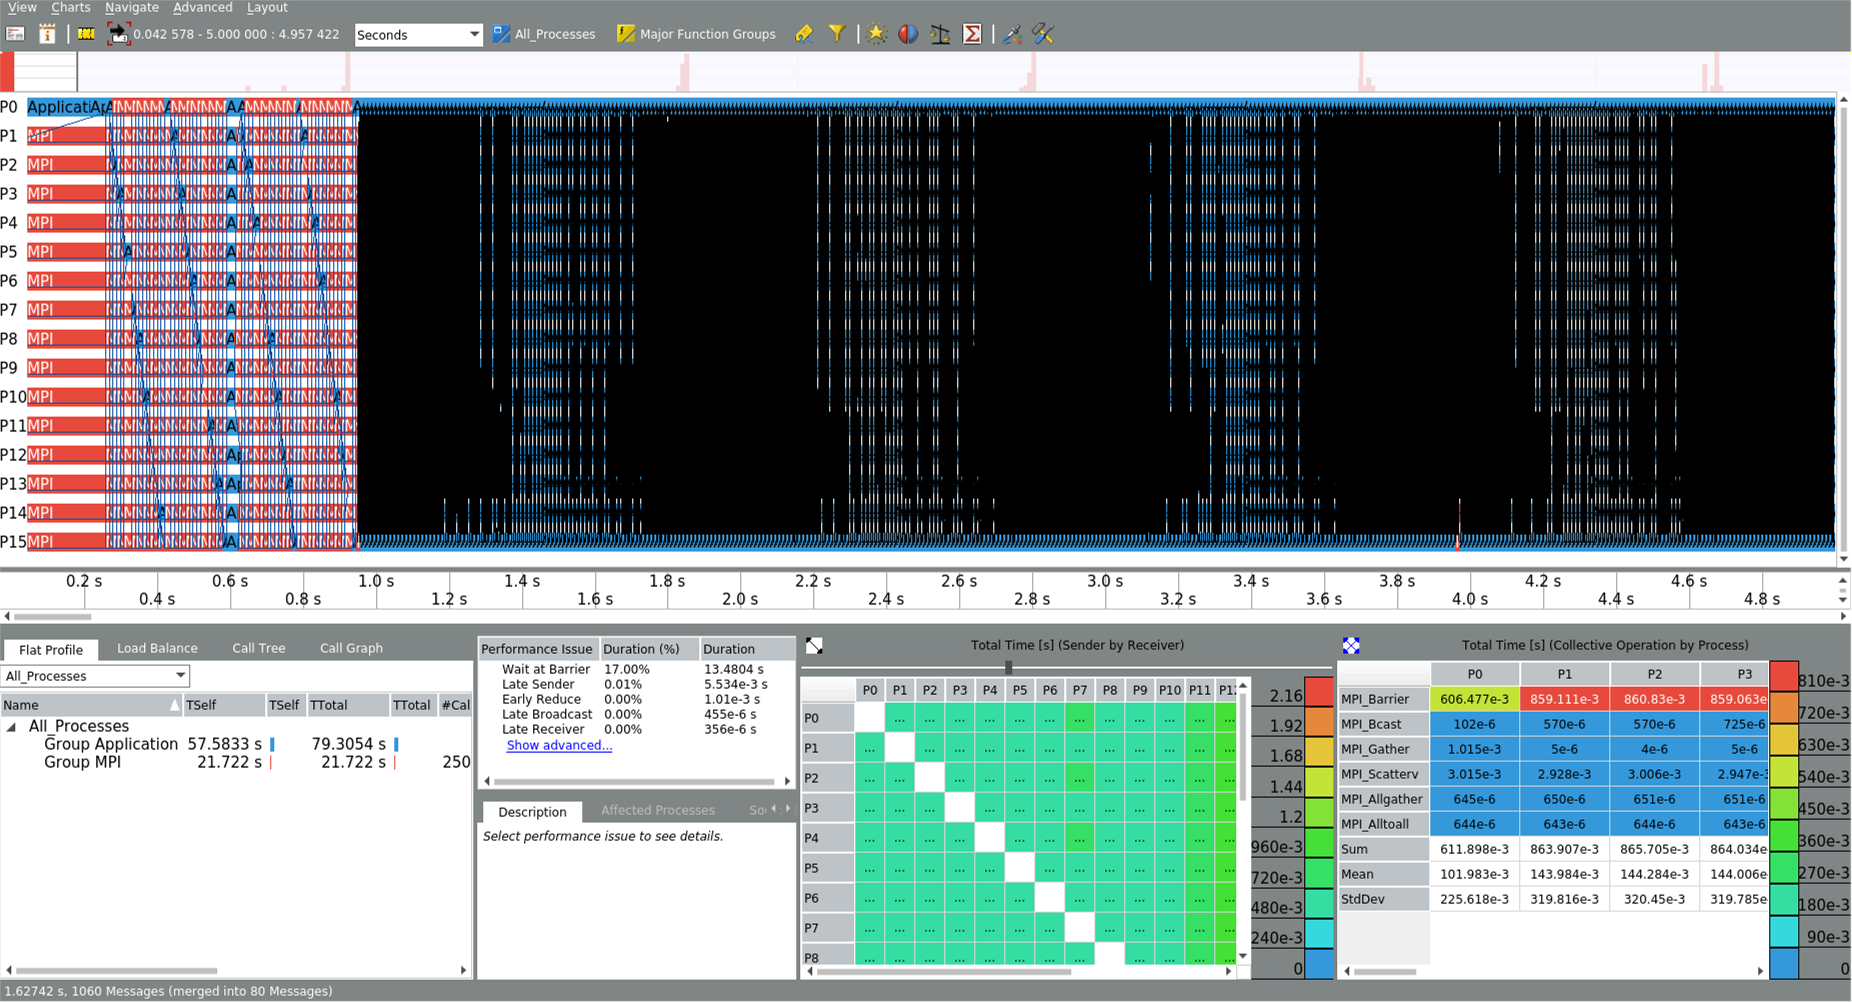 View Charts Navigate Advanced Layout
0.042 578 - 5.000 000 : 4.957 422 Seconds All_Processes Major Function Groups
P0 Applicati
P1 MPI
P2 MPI
P3 MPI
P4 MPI
P5 MPI
P6 MPI
P7 MPI
P8 MPI
P9 MPI
P10 MPI
P11 MPI
P12 MPI
P13 MPI
P14 MPI
P15 MPI
0.2 s 0.6 s 1.0 s 1.4 s 1.8 s 2.2 s 2.6 s 3.0 s 3.4 s 3.8 s 4.2 s 4.6 s
0.4 s 0.8 s 1.2 s 1.6 s 2.0 s 2.4 s 2.8 s 3.2 s 3.6 s 4.0 s 4.4 s 4.8 s
Flat Profile Load Balance Call Tree Call Graph
All_Processes
Name TSelf TSelf TTotal TTotal #Cal
All_Processes
Group Application 57.5833 s 79.3054 s
Group MPI 21.722 s 21.722 s 250
Performance Issue Duration (%) Duration
Wait at Barrier 17.00% 13.4804 s
Late Sender 0.01% 5.534e-3 s
Early Reduce 0.00% 1.01e-3 s
Late Broadcast 0.00% 455e-6 s
Late Receiver 0.00% 356e-6 s
Show advanced...
Description Affected Processes Sou
Select performance issue to see details.
Total Time [s] (Sender by Receiver)
P0 P1 P2 P3 P4 P5 P6 P7 P8 P9 P10 P11 P12
P0
P1
P2
P3
P4
P5
P6
P7
P8
2.16
1.92
1.68
1.44
1.2
960e-3
720e-3
480e-3
240e-3
0
Total Time [s] (Collective Operation by Process)
P0 P1 P2 P3
MPI_Barrier 606.477e-3 859.111e-3 860.83e-3 859.063e
MPI_Bcast 102e-6 570e-6 570e-6 725e-6
MPI_Gather 1.015e-3 5e-6 4e-6 5e-6
MPI_Scatterv 3.015e-3 2.928e-3 3.006e-3 2.947e-3
MPI_Allgather 645e-6 650e-6 651e-6 651e-6
MPI_Alltoall 644e-6 643e-6 644e-6 643e-6
Sum 611.898e-3 863.907e-3 865.705e-3 864.034e
Mean 101.983e-3 143.984e-3 144.284e-3 144.006e
StdDev 225.618e-3 319.816e-3 320.45e-3 319.785e
810e-3
720e-3
630e-3
540e-3
450e-3
360e-3
270e-3
180e-3
90e-3
0
1.62742 s, 1060 Messages (merged into 80 Messages)